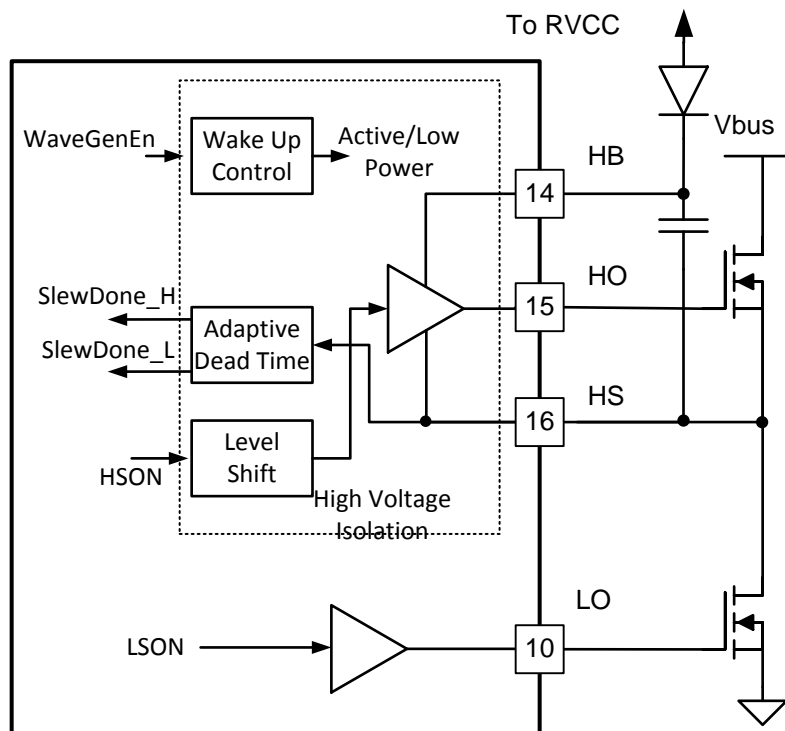 To RVCC
Vbus
WaveGenEn
Wake Up
Control
Active/Low
Power
HB
14
SlewDone_H
SlewDone_L
Adaptive
Dead Time
HO
15
HS
16
HSON
Level
Shift
High Voltage
Isolation
LSON
LO
10